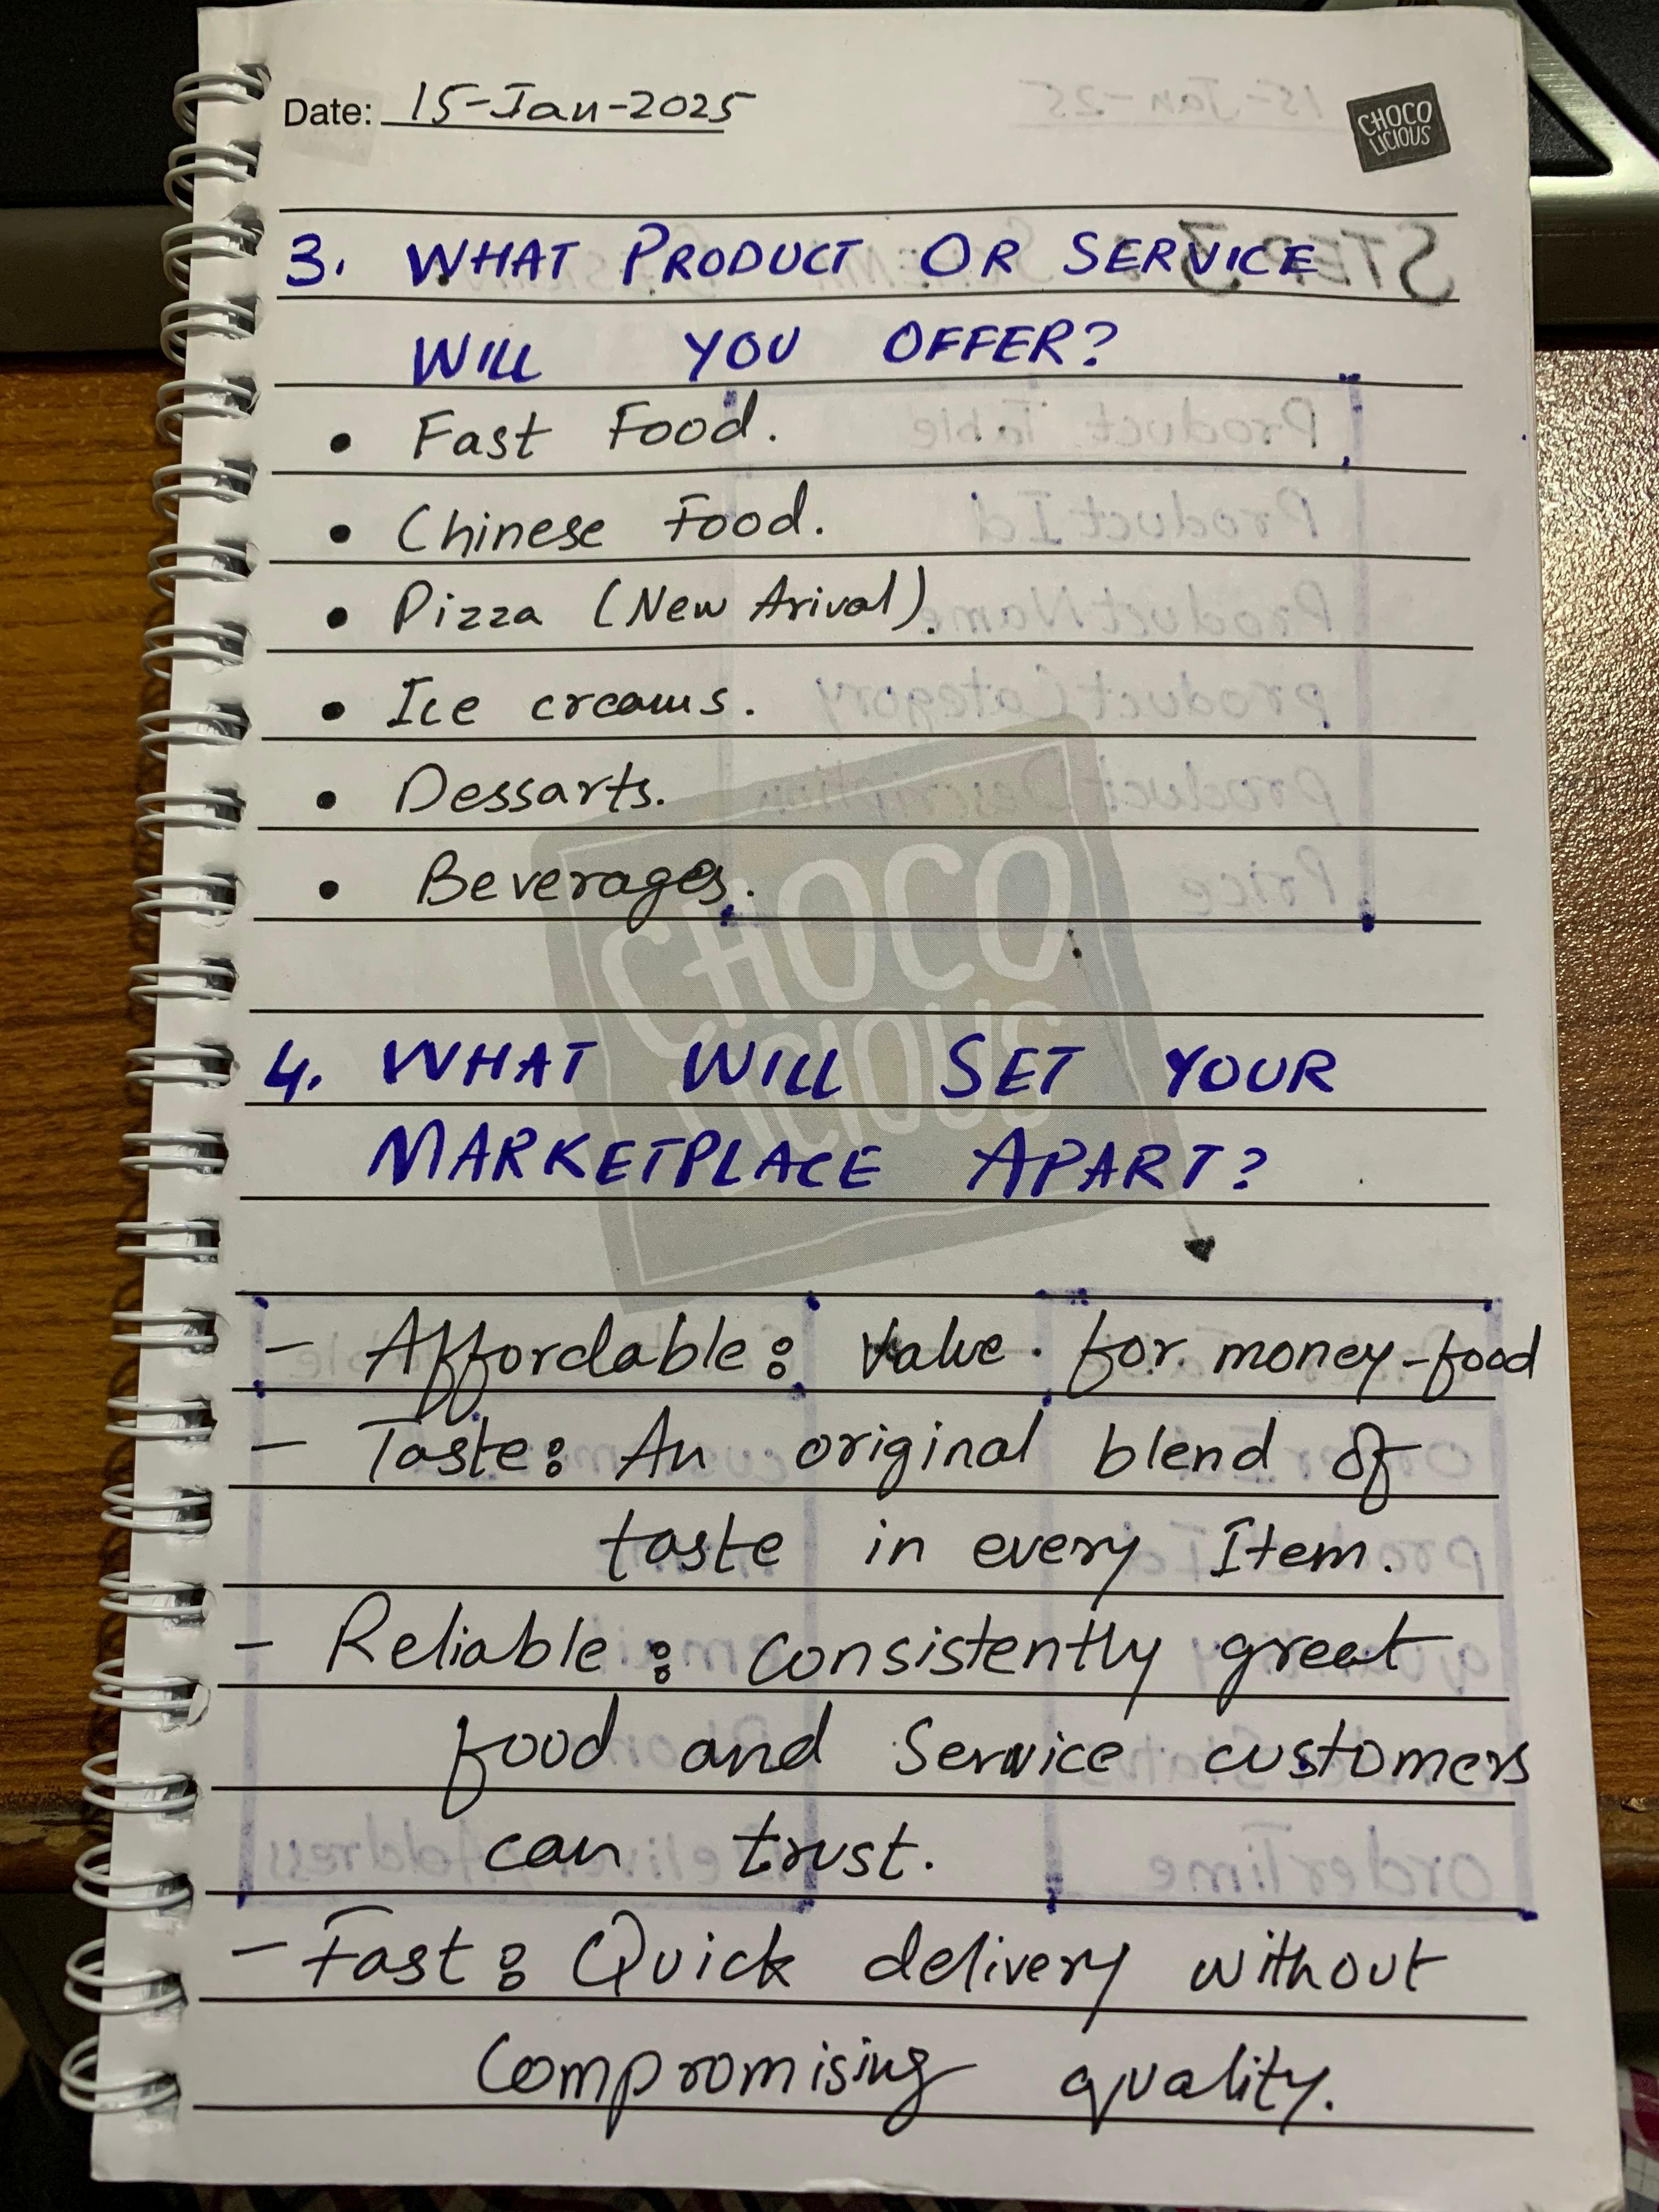 Date: 15-Jan-2025
CHOCO
LICIOUS
3. WHAT PRODUCT OR SERVICE
WILL YOU OFFER?
• Fast Food.
• Chinese Food.
• Pizza (New Arival).
• Ice creams.
• Dessarts.
• Beverages.
CHOCO
LICIOUS
4. WHAT WILL SET YOUR
MARKETPLACE APART?
- Affordable: Value for money-food
- Taste: An original blend of
taste in every Item.
- Reliable: consistently great
food and Service customers
can trust.
- Fast: Quick delivery without
compromising quality.